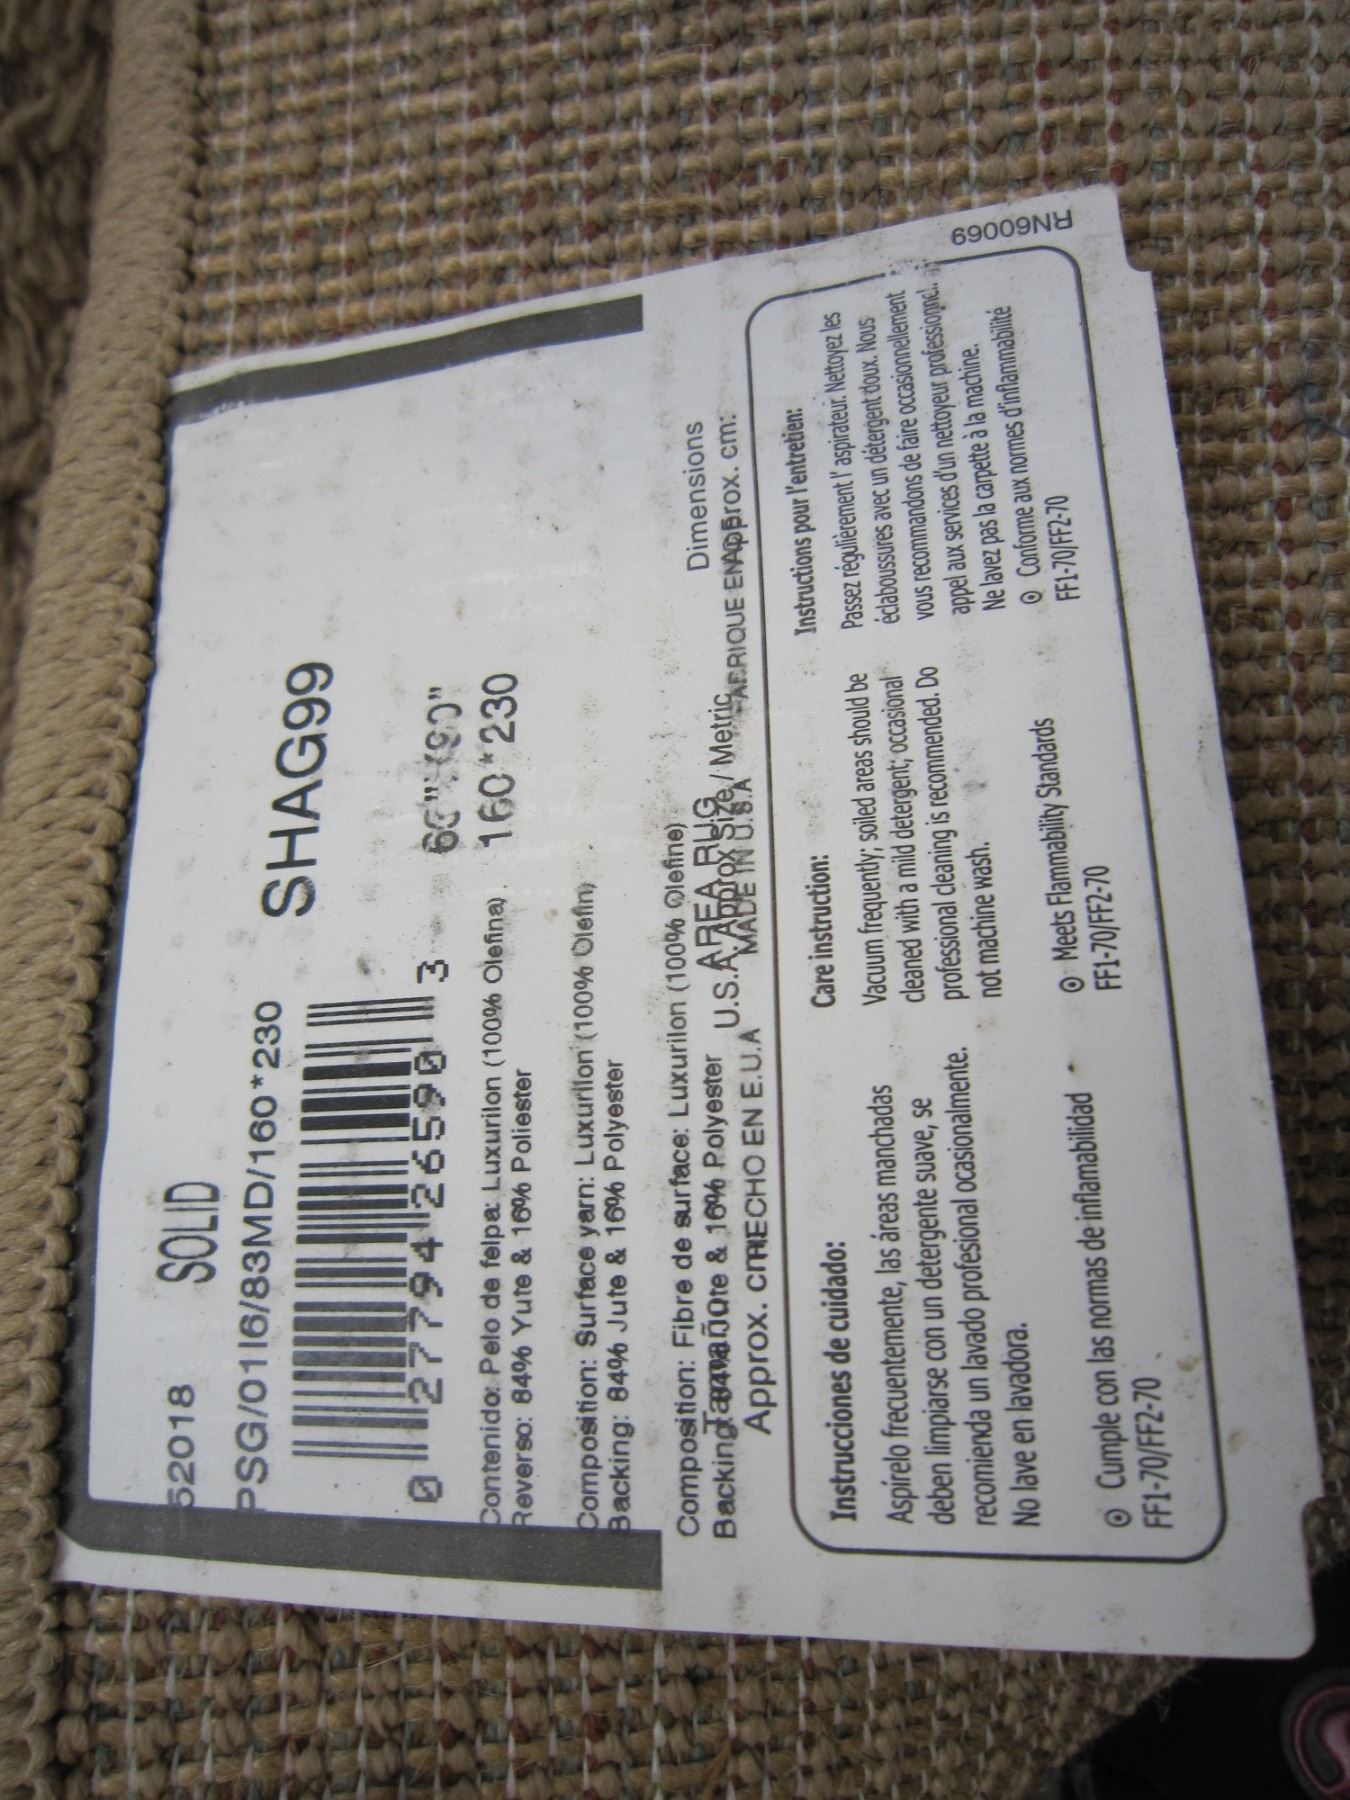 52018 SOLID
PSG/01I6/83MD/160*230 SHAG99
0 27794 26590 3
160*230
Contenido: Pelo de felpa: Luxurilon (100% Olefina)
Reverso: 84% Yute & 16% Poliester
Composition: Surface yarn: Luxurilon (100% Olefin)
Backing: 84% Jute & 16% Polyester
Composition: Fibre de surface: Luxurilon (100% Olefine)
Backing & 16% Polyester
AREA RUG
Tamaño U.S.A. Approx Size / Metric Dimensions
MADE IN U.S.A
Approx. cm EN E.U.A Approx. cm:
Instrucciones de cuidado:
Aspírelo frecuentemente, las áreas manchadas
deben limpiarse con un detergente suave, se
recomienda un lavado profesional ocasionalmente.
No lave en lavadora.
Cumple con las normas de inflamabilidad
FF1-70/FF2-70
Care instruction:
Vacuum frequently, soiled areas should be
cleaned with a mild detergent; occasional
professional cleaning is recommended. Do
not machine wash.
Meets Flammability Standards
FF1-70/FF2-70
Instructions pour l'entretien:
Passez régulièrement l' aspirateur. Nettoyez les
éclaboussures avec un détergent doux. Nous
vous recommandons de faire occasionnellement
appel aux services d'un nettoyeur professionnel.
Ne lavez pas la carpette à la machine.
Conforme aux normes d'inflammabilité
FF1-70/FF2-70
RN60069